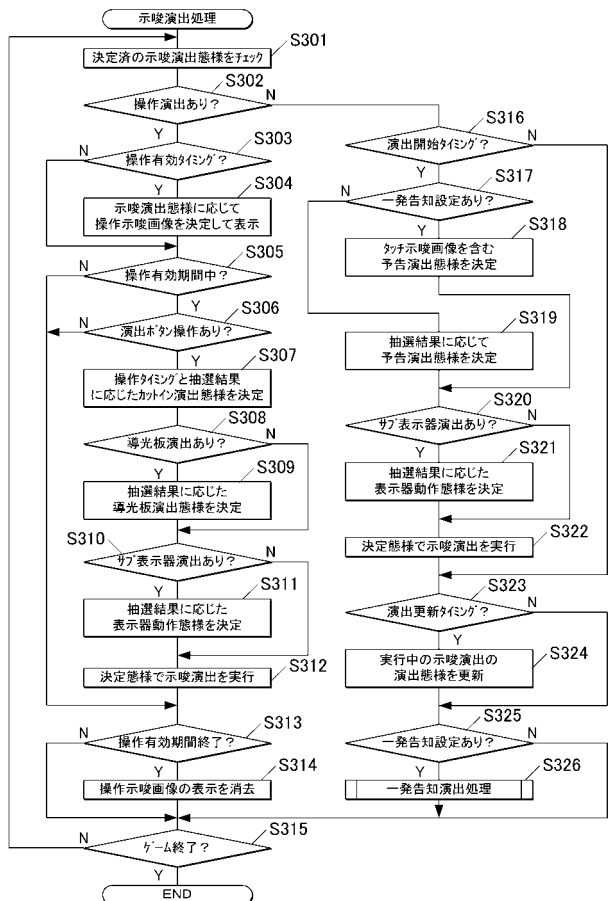 示唆演出処理
決定済の示唆演出態様をチェック
S301
S302
操作演出あり？
N
Y
S303
操作有効タイミング？
N
Y
S304
示唆演出態様に応じて
操作示唆画像を決定して表示
S305
操作有効期間中？
N
Y
S306
演出ボタン操作あり？
N
Y
S307
操作タイミングと抽選結果
に応じたカットイン演出態様を決定
S308
導光板演出あり？
N
Y
S309
抽選結果に応じた
導光板演出態様を決定
S310
サブ表示器演出あり？
N
Y
S311
抽選結果に応じた
表示器動作態様を決定
S312
決定態様で示唆演出を実行
S313
操作有効期間終了？
N
Y
S314
操作示唆画像の表示を消去
S315
ゲーム終了？
N
Y
END
S316
演出開始タイミング？
N
Y
S317
一発告知設定あり？
N
Y
S318
タッチ示唆画像を含む
予告演出態様を決定
S319
抽選結果に応じて
予告演出態様を決定
S320
サブ表示器演出あり？
N
Y
S321
抽選結果に応じた
表示器動作態様を決定
S322
決定態様で示唆演出を実行
S323
演出更新タイミング？
N
Y
S324
実行中の示唆演出の
演出態様を更新
S325
一発告知設定あり？
N
Y
S326
一発告知演出処理